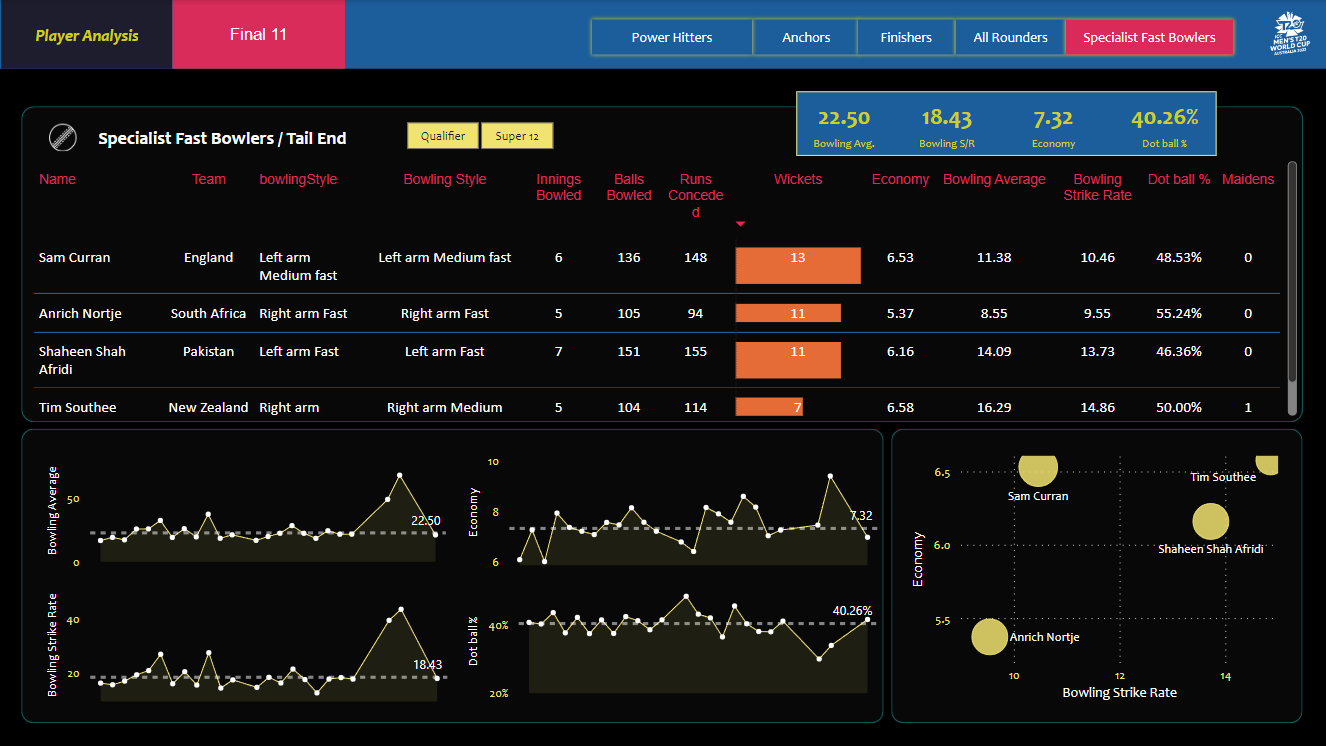 Player Analysis
Final 11
Power Hitters
Anchors
Finishers
All Rounders
Specialist Fast Bowlers
ICC
MEN'S T20
WORLD CUP
AUSTRALIA 2022
Specialist Fast Bowlers / Tail End
Qualifier
Super 12
22.50 18.43 7.32 40.26%
Bowling Avg. Bowling S/R Economy Dot ball %
Name Team bowlingStyle Bowling Style Innings Balls Runs Wickets Economy Bowling Average Bowling Dot ball % Maidens
Bowled Bowled Concede Strike Rate
d
Sam Curran England Left arm Left arm Medium fast 6 136 148 13 6.53 11.38 10.46 48.53% 0
Medium fast
Anrich Nortje South Africa Right arm Fast Right arm Fast 5 105 94 11 5.37 8.55 9.55 55.24% 0
Shaheen Shah Pakistan Left arm Fast Left arm Fast 7 151 155 11 6.16 14.09 13.73 46.36% 0
Afridi
Tim Southee New Zealand Right arm Right arm Medium 5 104 114 7 6.58 16.29 14.86 50.00% 1
Bowling Average
50
0
22.50
Economy
10
8
6
7.32
Bowling Strike Rate
40
20
18.43
Dot ball %
40%
20%
40.26%
Economy
6.5
6.0
5.5
Sam Curran
Tim Southee
Shaheen Shah Afridi
Anrich Nortje
10 12 14
Bowling Strike Rate